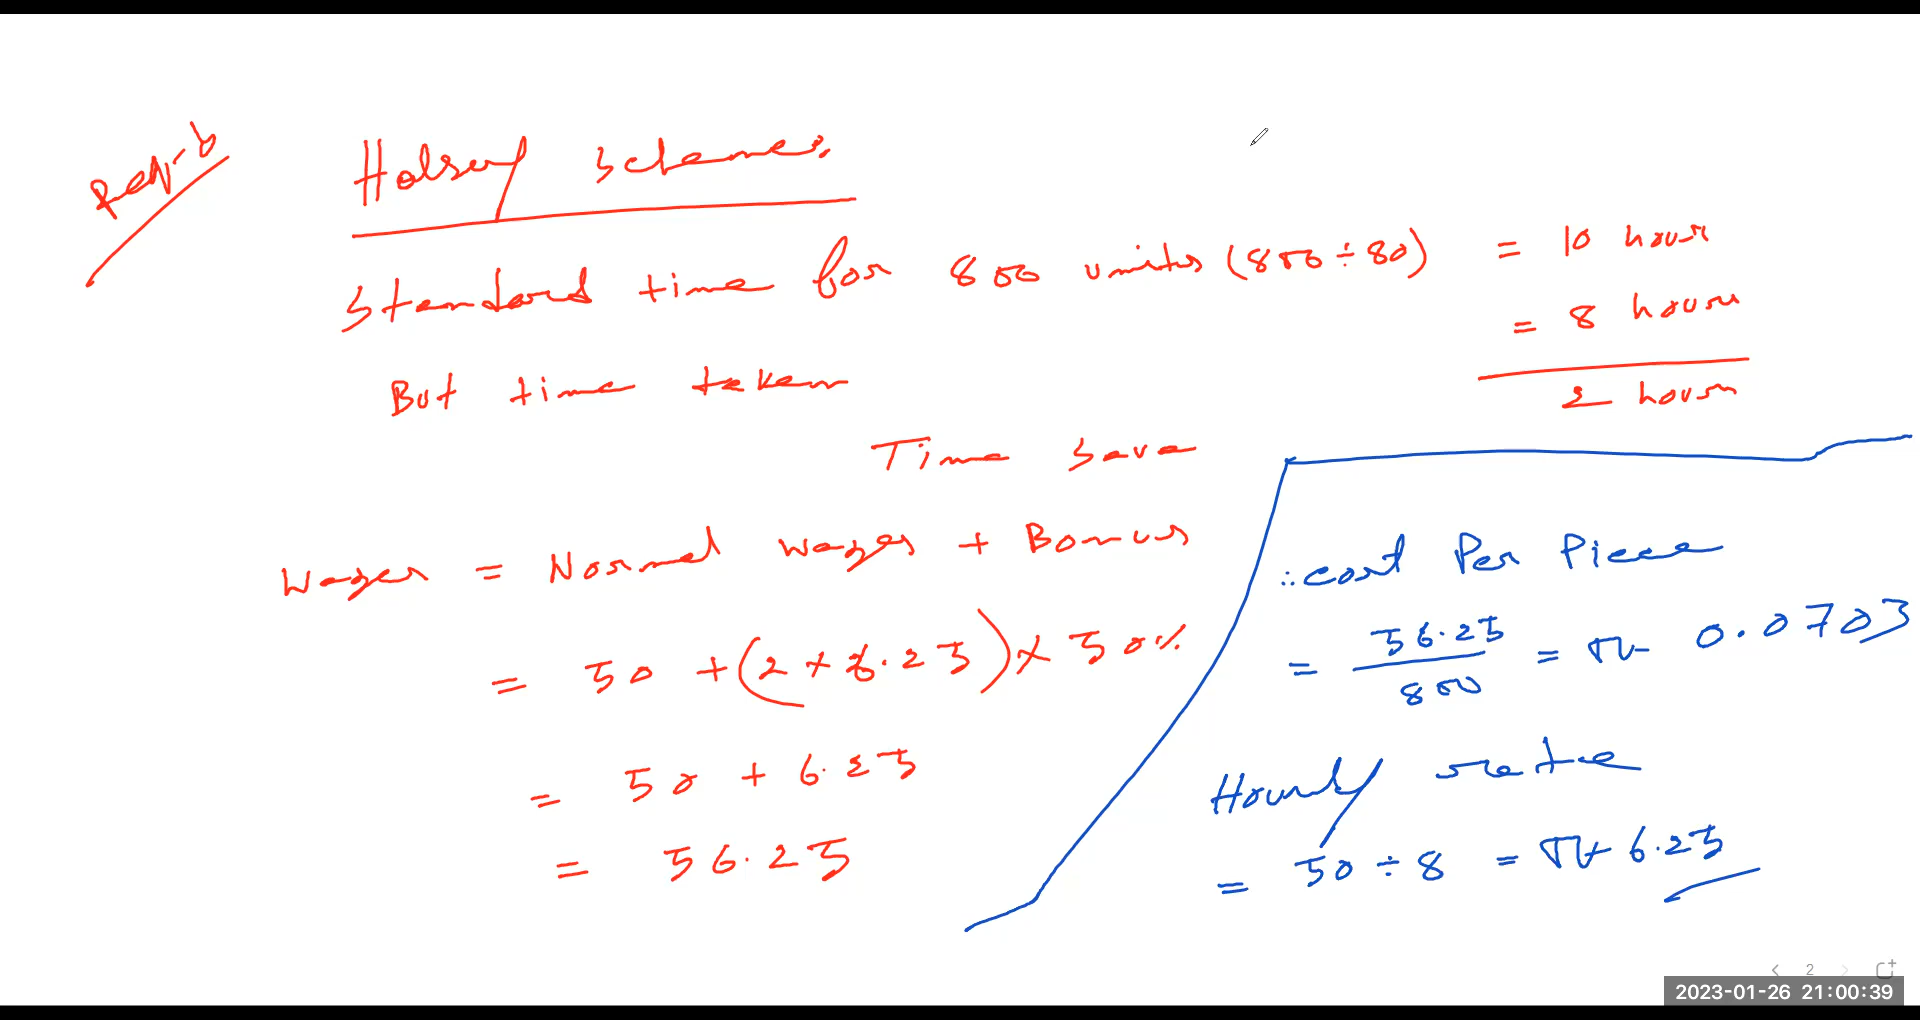 Req-b
Halsey Scheme:
Standard time for 800 units (800 ÷ 80) = 10 hours
But time taken = 8 hours
Time Save 2 hours
Wages = Normal Wages + Bonus
= 50 + (2 × 6.25) × 50%
= 50 + 6.25
= 56.25
∴ Cost Per Piece
= 56.25 / 800 = TK 0.0703
Hourly rate
= 50 ÷ 8 = TK 6.25
2
2023-01-26 21:00:39